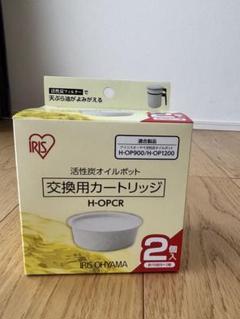 活性炭フィルターで
天ぷら油がよみがえる
IRIS
適合製品
H-OP900/H-OP1200
活性炭オイルポット
交換用カートリッジ
H-OPCR
2個入
IRIS OHYAMA